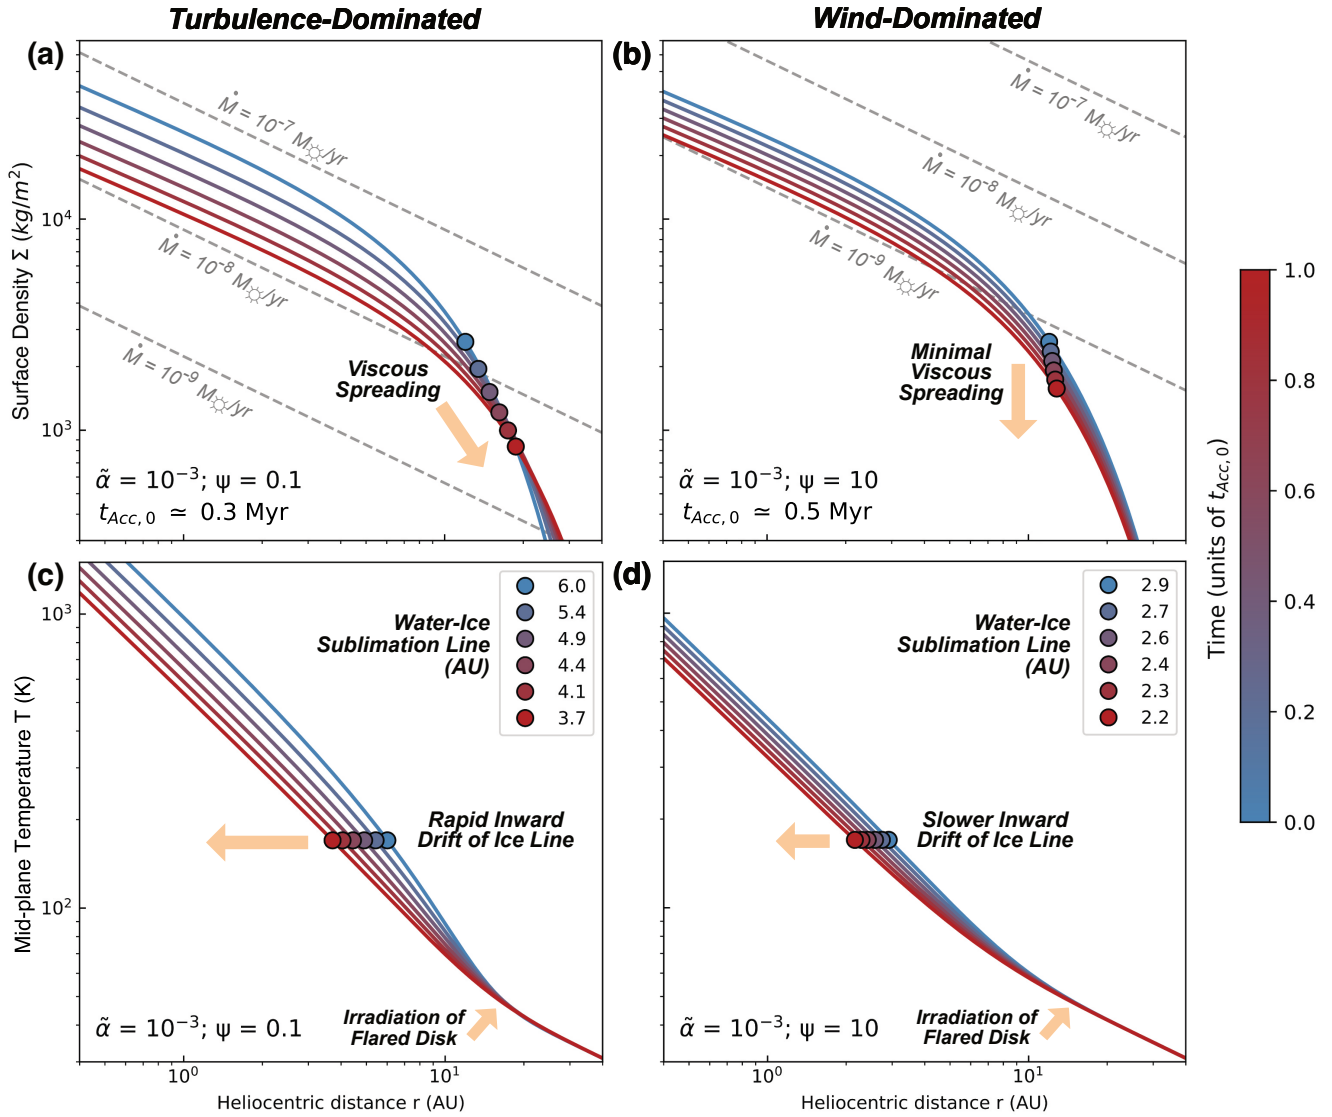 Turbulence-Dominated
Wind-Dominated
(a)
(b)
Ṁ = 10⁻⁷ M☼/yr
Ṁ = 10⁻⁸ M☼/yr
Ṁ = 10⁻⁹ M☼/yr
Viscous
Spreading
α̃ = 10⁻³; ψ = 0.1
t_Acc,0 ≃ 0.3 Myr
10⁴
10³
Surface Density Σ (kg/m²)
Ṁ = 10⁻⁷ M☼/yr
Ṁ = 10⁻⁸ M☼/yr
Ṁ = 10⁻⁹ M☼/yr
Minimal
Viscous
Spreading
α̃ = 10⁻³; ψ = 10
t_Acc,0 ≃ 0.5 Myr
(c)
(d)
Water-Ice
Sublimation Line
(AU)
6.0
5.4
4.9
4.4
4.1
3.7
Rapid Inward
Drift of Ice Line
Irradiation of
Flared Disk
α̃ = 10⁻³; ψ = 0.1
10³
10²
Mid-plane Temperature T (K)
10⁰
10¹
Heliocentric distance r (AU)
Water-Ice
Sublimation Line
(AU)
2.9
2.7
2.6
2.4
2.3
2.2
Slower Inward
Drift of Ice Line
Irradiation of
Flared Disk
α̃ = 10⁻³; ψ = 10
10⁰
10¹
Heliocentric distance r (AU)
1.0
0.8
0.6
0.4
0.2
0.0
Time (units of t_Acc,0)